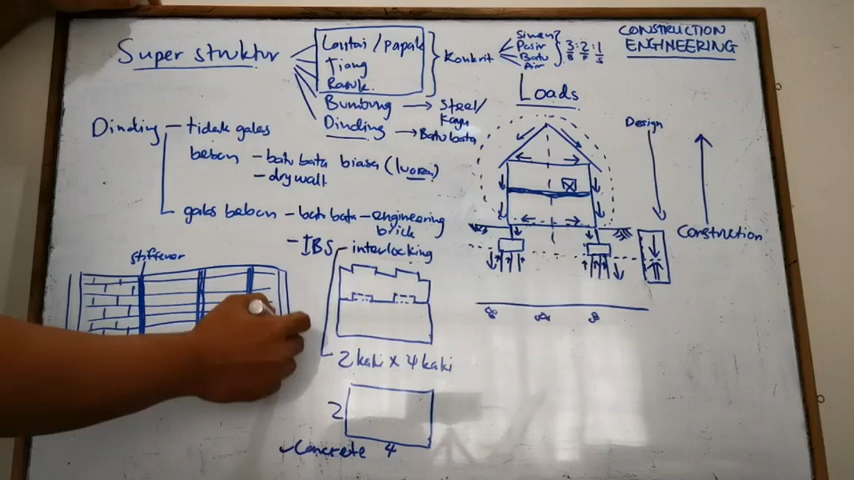 CONSTRUCTION
ENGINEERING
Super struktur
Lantai / papak
Tiang
Rasuk
Konkrit
Simen
Pasir
Batu
Air
3 : 2 : 1
Bumbung → Steel/
Kayu
Dinding → Batu bata
Loads
Design
Construction
Dinding – tidak galas
beban – batu bata biasa (luaran)
– drywall
galas beban – batu bata – engineering
brick
– IBS – interlocking
stiffener
2 kaki x 4 kaki
2
4
Concrete